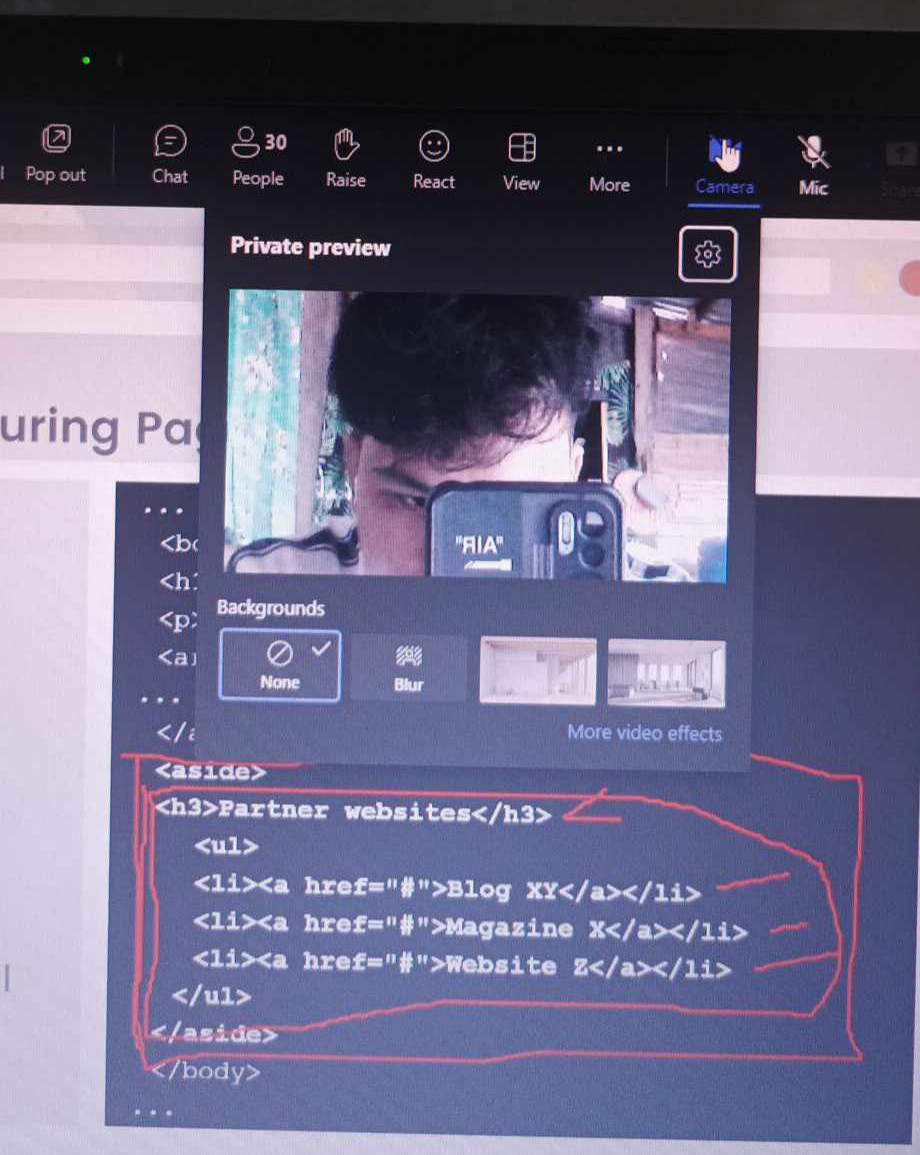 Pop out
Chat
30
People
Raise
React
View
More
Camera
Mic
Private preview
uring Pa
"AIR"
Backgrounds
None
Blur
More video effects
...
<bo
<h1
<p>
<a
...
</a
<aside>
<h3>Partner websites</h3>
<ul>
<li><a href="#">Blog XY</a></li>
<li><a href="#">Magazine X</a></li>
<li><a href="#">Website Z</a></li>
</ul>
</aside>
</body>
...